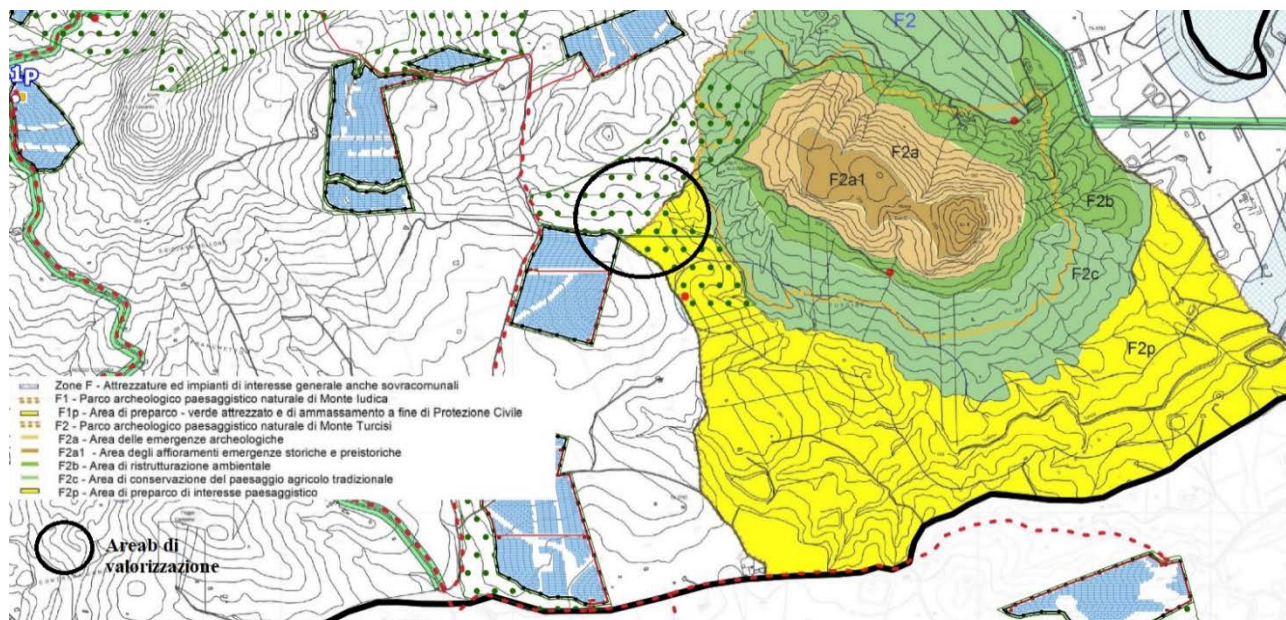 F2
1P
F2a
F2a1
F2b
F2c
F2p
Zone F - Attrezzature ed impianti di interesse generale anche sovracomunali
F1 - Parco archeologico paesaggistico naturale di Monte Iudica
F1p - Area di preparco - verde attrezzato e di ammassamento a fine di Protezione Civile
F2 - Parco archeologico paesaggistico naturale di Monte Turcisi
F2a - Area delle emergenze archeologiche
F2a1 - Area degli affioramenti emergenze storiche e preistoriche
F2b - Area di ristrutturazione ambientale
F2c - Area di conservazione del paesaggio agricolo tradizionale
F2p - Area di preparco di interesse paesaggistico
Areab di
valorizzazione